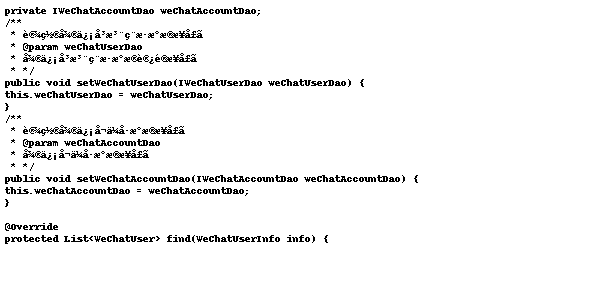 private IWeChatAccountDao weChatAccountDao;
/**
* è®¾ç½®å¾®ä¿¡å³æ³¨ç¨æ·æ°æ®æ¥å£ã
* @param weChatUserDao
* å¾®ä¿¡å³æ³¨ç¨æ·æ°æ®è®¿é®æ¥å£ã
* */
public void setWeChatUserDao(IWeChatUserDao weChatUserDao) {
this.weChatUserDao = weChatUserDao;
}
/**
* è®¾ç½®å¾®ä¿¡å¬ä¼å·æ°æ®æ¥å£ã
* @param weChatAccountDao
* å¾®ä¿¡å¬ä¼å·æ°æ®æ¥å£ã
* */
public void setWeChatAccountDao(IWeChatAccountDao weChatAccountDao) {
this.weChatAccountDao = weChatAccountDao;
}
@Override
protected List<WeChatUser> find(WeChatUserInfo info) {